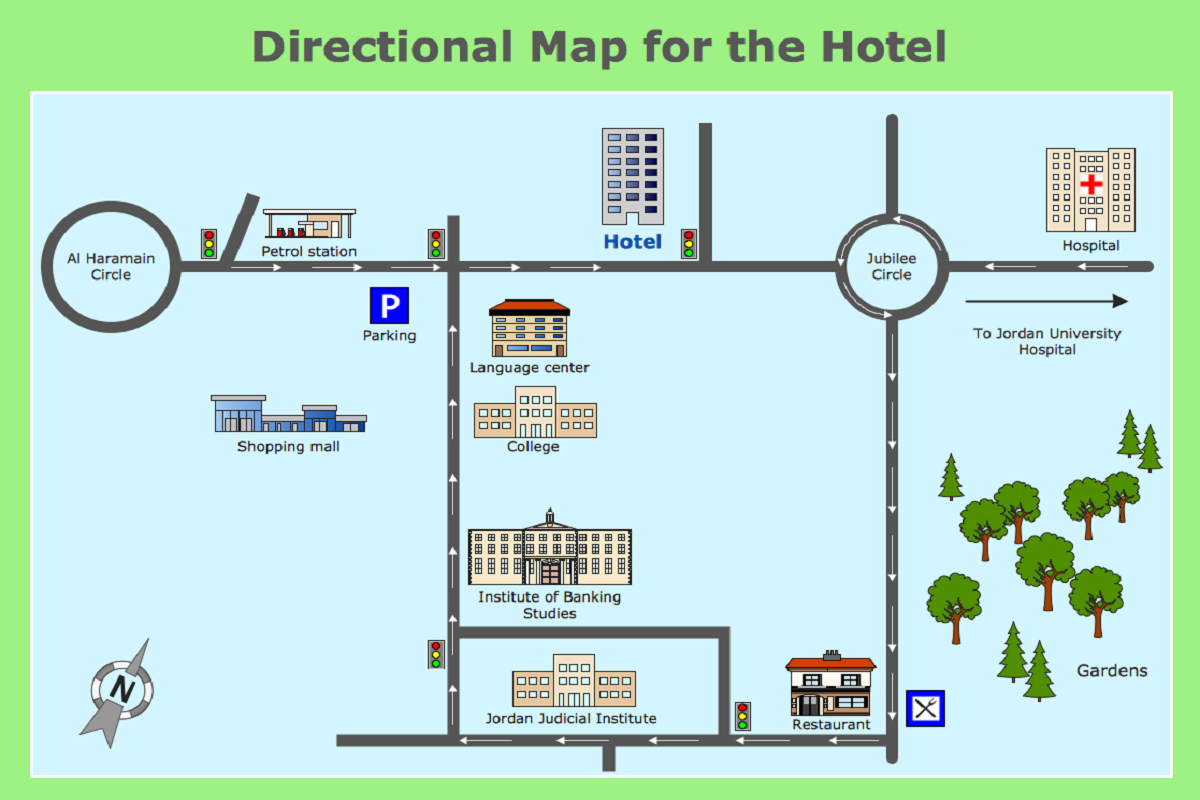 Directional Map for the Hotel
Al Haramain
Circle
Petrol station
Hotel
Jubilee
Circle
Hospital
P
Parking
To Jordan University
Hospital
Language center
Shopping mall
College
Institute of Banking
Studies
N
Jordan Judicial Institute
Restaurant
Gardens